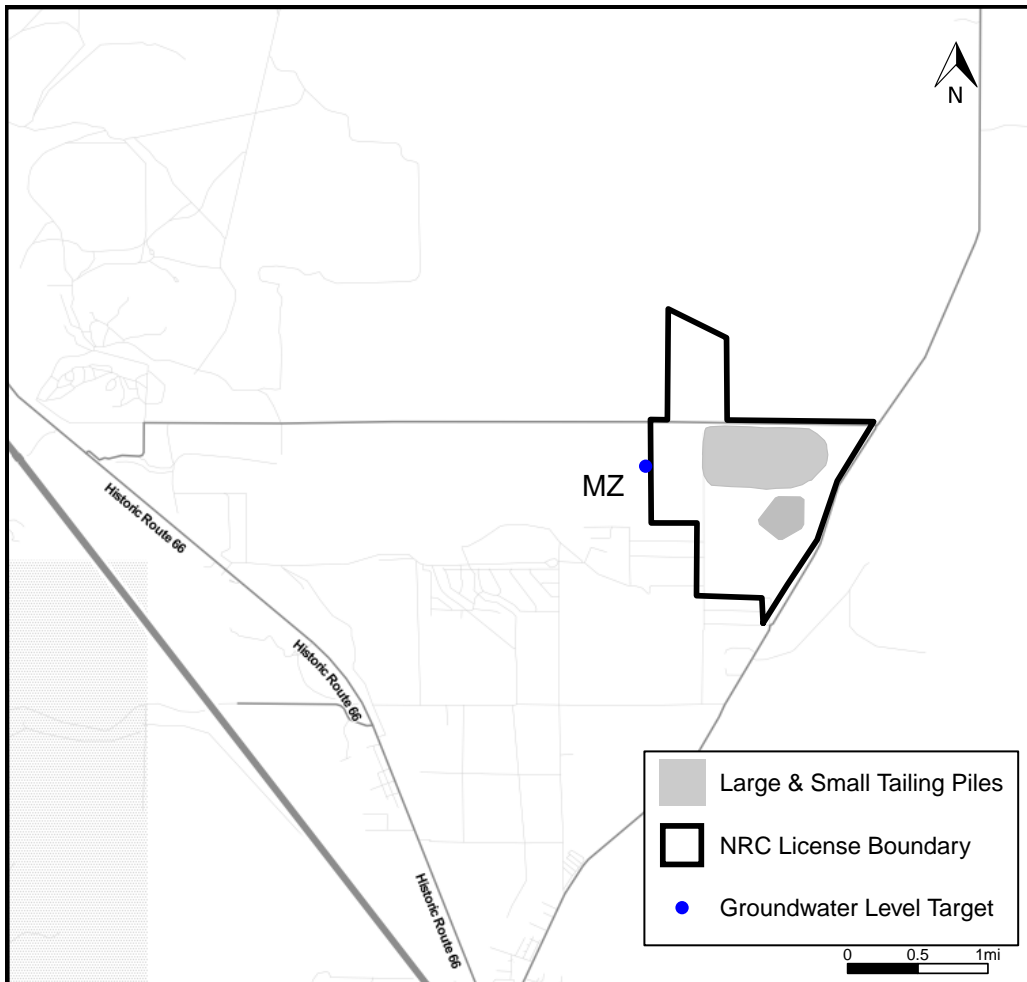 N
MZ
Historic Route 66
Historic Route 66
Historic Route 66
Large & Small Tailing Piles
NRC License Boundary
Groundwater Level Target
0 0.5 1mi